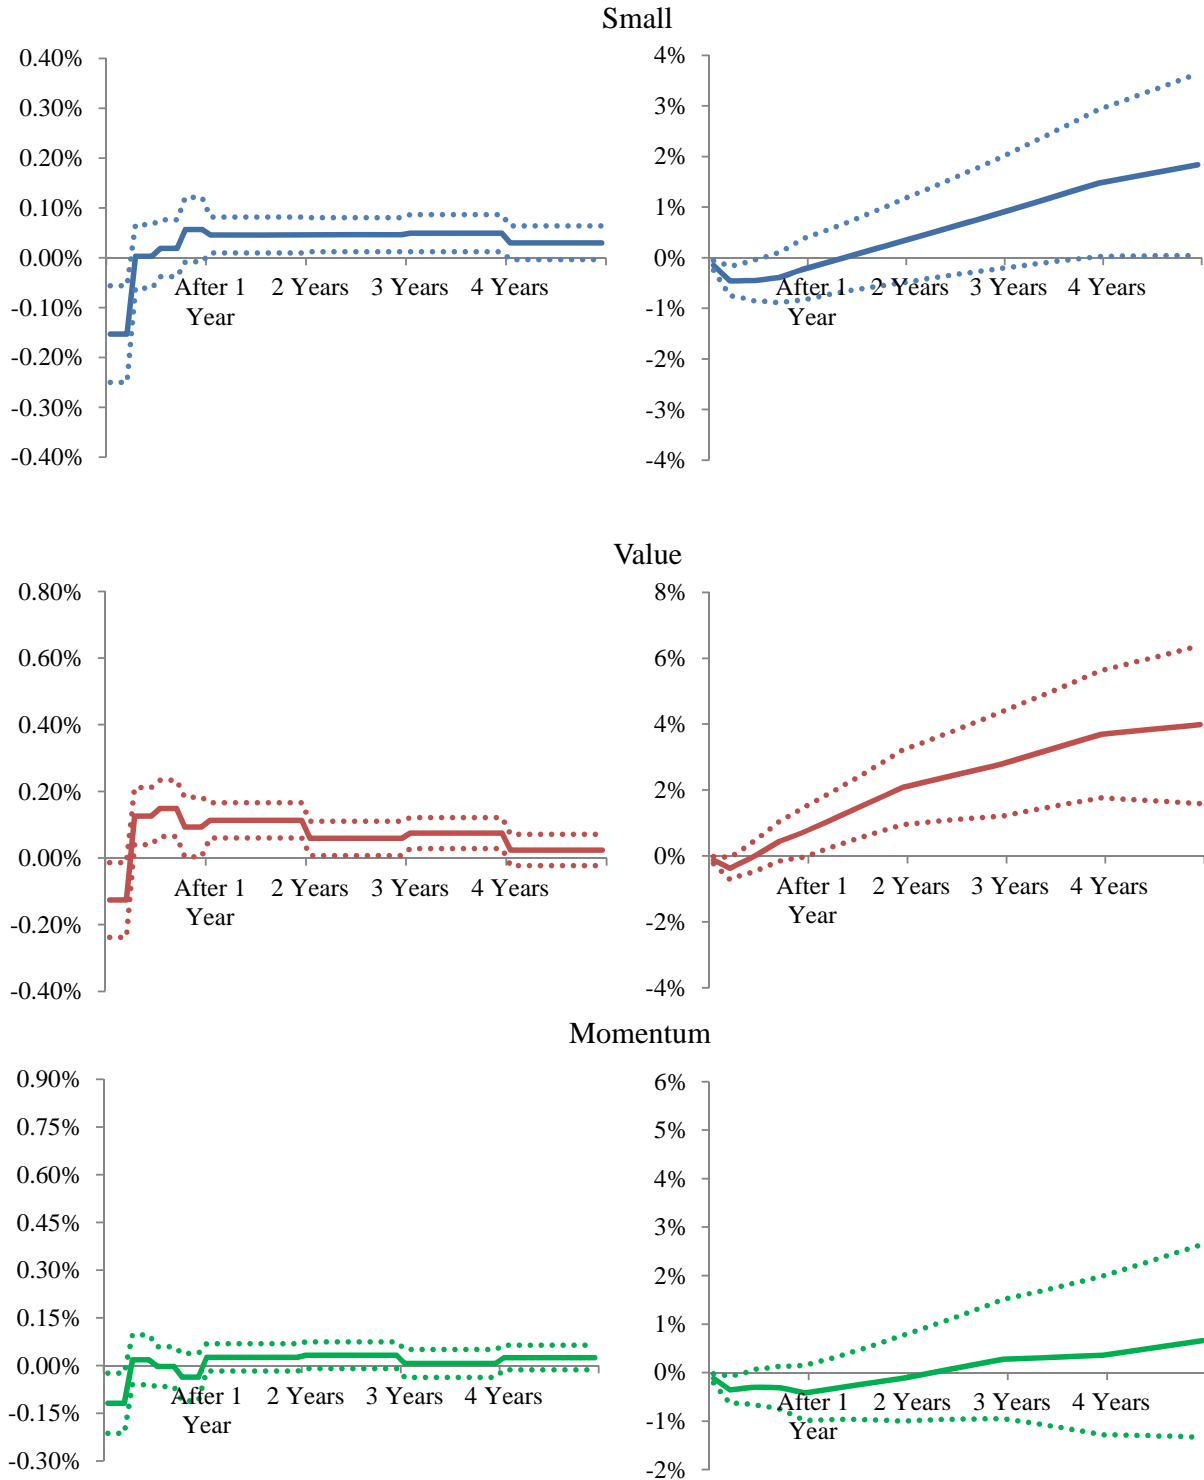 Small
0.40%
0.30%
0.20%
0.10%
0.00%
-0.10%
-0.20%
-0.30%
-0.40%
After 1
Year
2 Years
3 Years
4 Years
4%
3%
2%
1%
0%
-1%
-2%
-3%
-4%
After 1
Year
2 Years
3 Years
4 Years
Value
0.80%
0.60%
0.40%
0.20%
0.00%
-0.20%
-0.40%
After 1
Year
2 Years
3 Years
4 Years
8%
6%
4%
2%
0%
-2%
-4%
After 1
Year
2 Years
3 Years
4 Years
Momentum
0.90%
0.75%
0.60%
0.45%
0.30%
0.15%
0.00%
-0.15%
-0.30%
After 1
Year
2 Years
3 Years
4 Years
6%
5%
4%
3%
2%
1%
0%
-1%
-2%
After 1
Year
2 Years
3 Years
4 Years